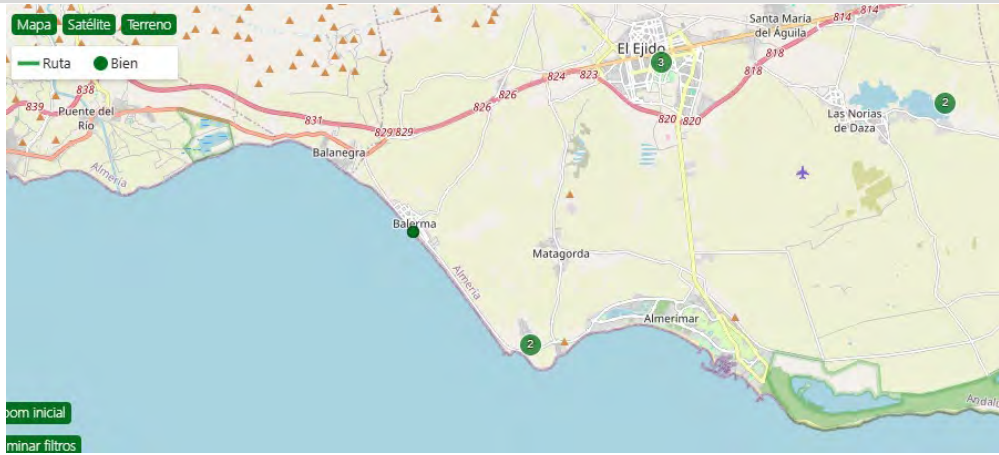 Mapa Satélite Terreno
Ruta Bien
Santa María
del Águila
814
814
El Ejido
3
818
818
824
823
826
826
838
839
Puente del
Río
831
829
829
820
820
2
Las Norias
de Daza
Balanegra
Almería
Balerma
Matagorda
Almería
Almerimar
2
oom inicial
Andalu
minar filtros